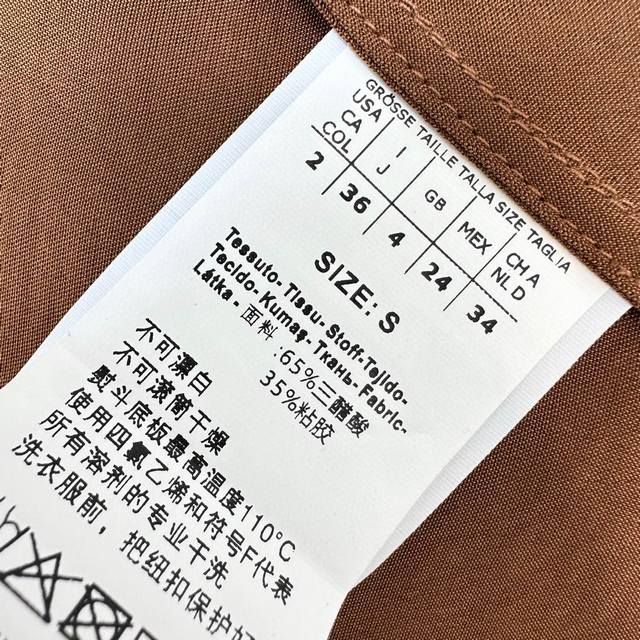 GRÖSSE TAILLE TALLA SIZE TAGLIA
USA CA COL | I J | GB | MEX | CH A NL D
2 | 36 | 4 | 24 | 34
SIZE: S
Tessuto- Tissu- Stoff-Tejido-
Tecido- Kumaş- Ткань- Fabric-
Látka- 面料 :65%三醋酸
35%粘胶
不可漂白
不可滚筒干燥
熨斗底板最高温度110°C
使用四氯乙烯和符号F代表
所有溶剂的专业干洗
洗衣服前，把纽扣保护好